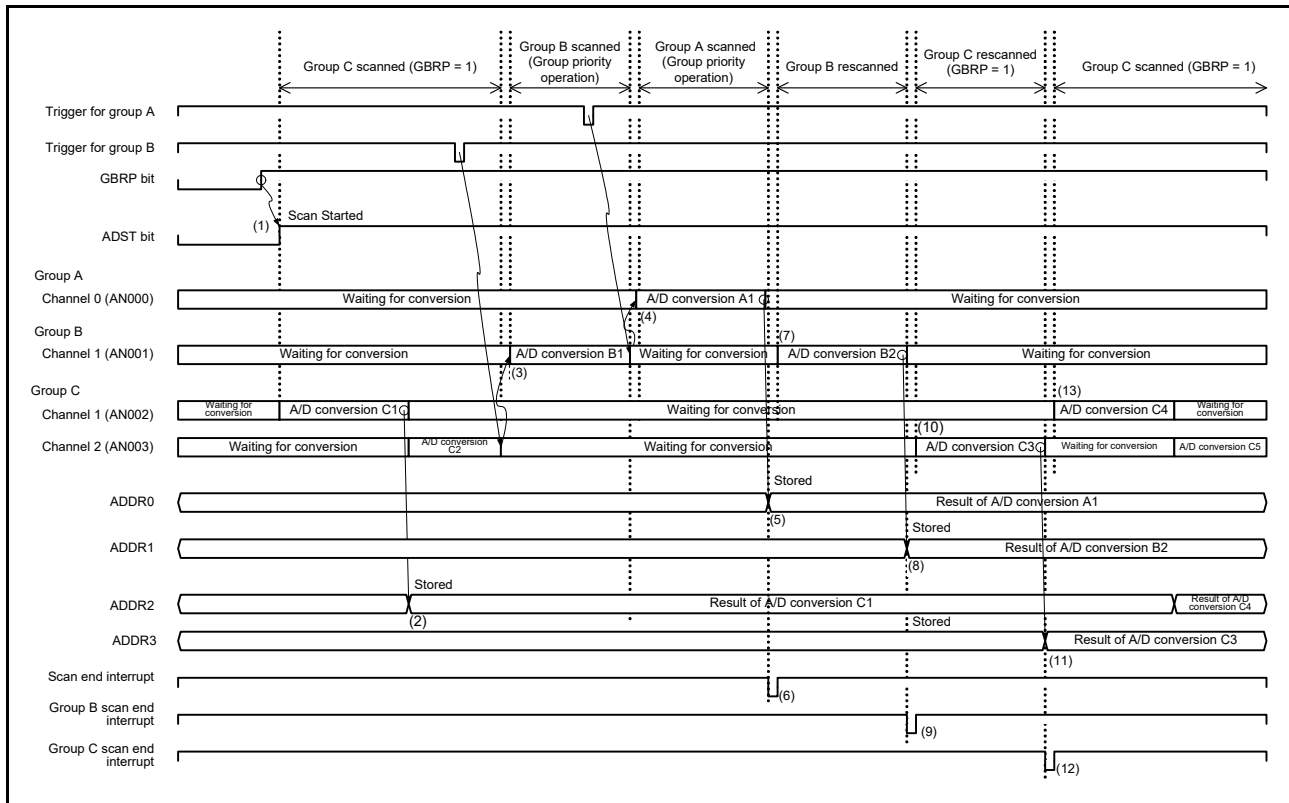 Group C scanned (GBRP = 1)
Group B scanned
(Group priority
operation)
Group A scanned
(Group priority
operation)
Group B rescanned
Group C rescanned
(GBRP = 1)
Group C scanned (GBRP = 1)
Trigger for group A
Trigger for group B
GBRP bit
(1)
Scan Started
ADST bit
Group A
Channel 0 (AN000)
Waiting for conversion
A/D conversion A1
Waiting for conversion
(4)
Group B
(7)
Channel 1 (AN001)
Waiting for conversion
A/D conversion B1
Waiting for conversion
A/D conversion B2
Waiting for conversion
(3)
Group C
(13)
Channel 1 (AN002)
Waiting for
conversion
A/D conversion C1
Waiting for conversion
A/D conversion C4
Waiting for
conversion
(10)
Channel 2 (AN003)
Waiting for conversion
A/D conversion
C2
Waiting for conversion
A/D conversion C3
Waiting for conversion
A/D conversion C5
Stored
ADDR0
Result of A/D conversion A1
(5)
Stored
ADDR1
Result of A/D conversion B2
(8)
Stored
ADDR2
Result of A/D conversion C1
Result of A/D
conversion C4
(2)
Stored
ADDR3
Result of A/D conversion C3
(11)
Scan end interrupt
(6)
Group B scan end
interrupt
(9)
Group C scan end
interrupt
(12)